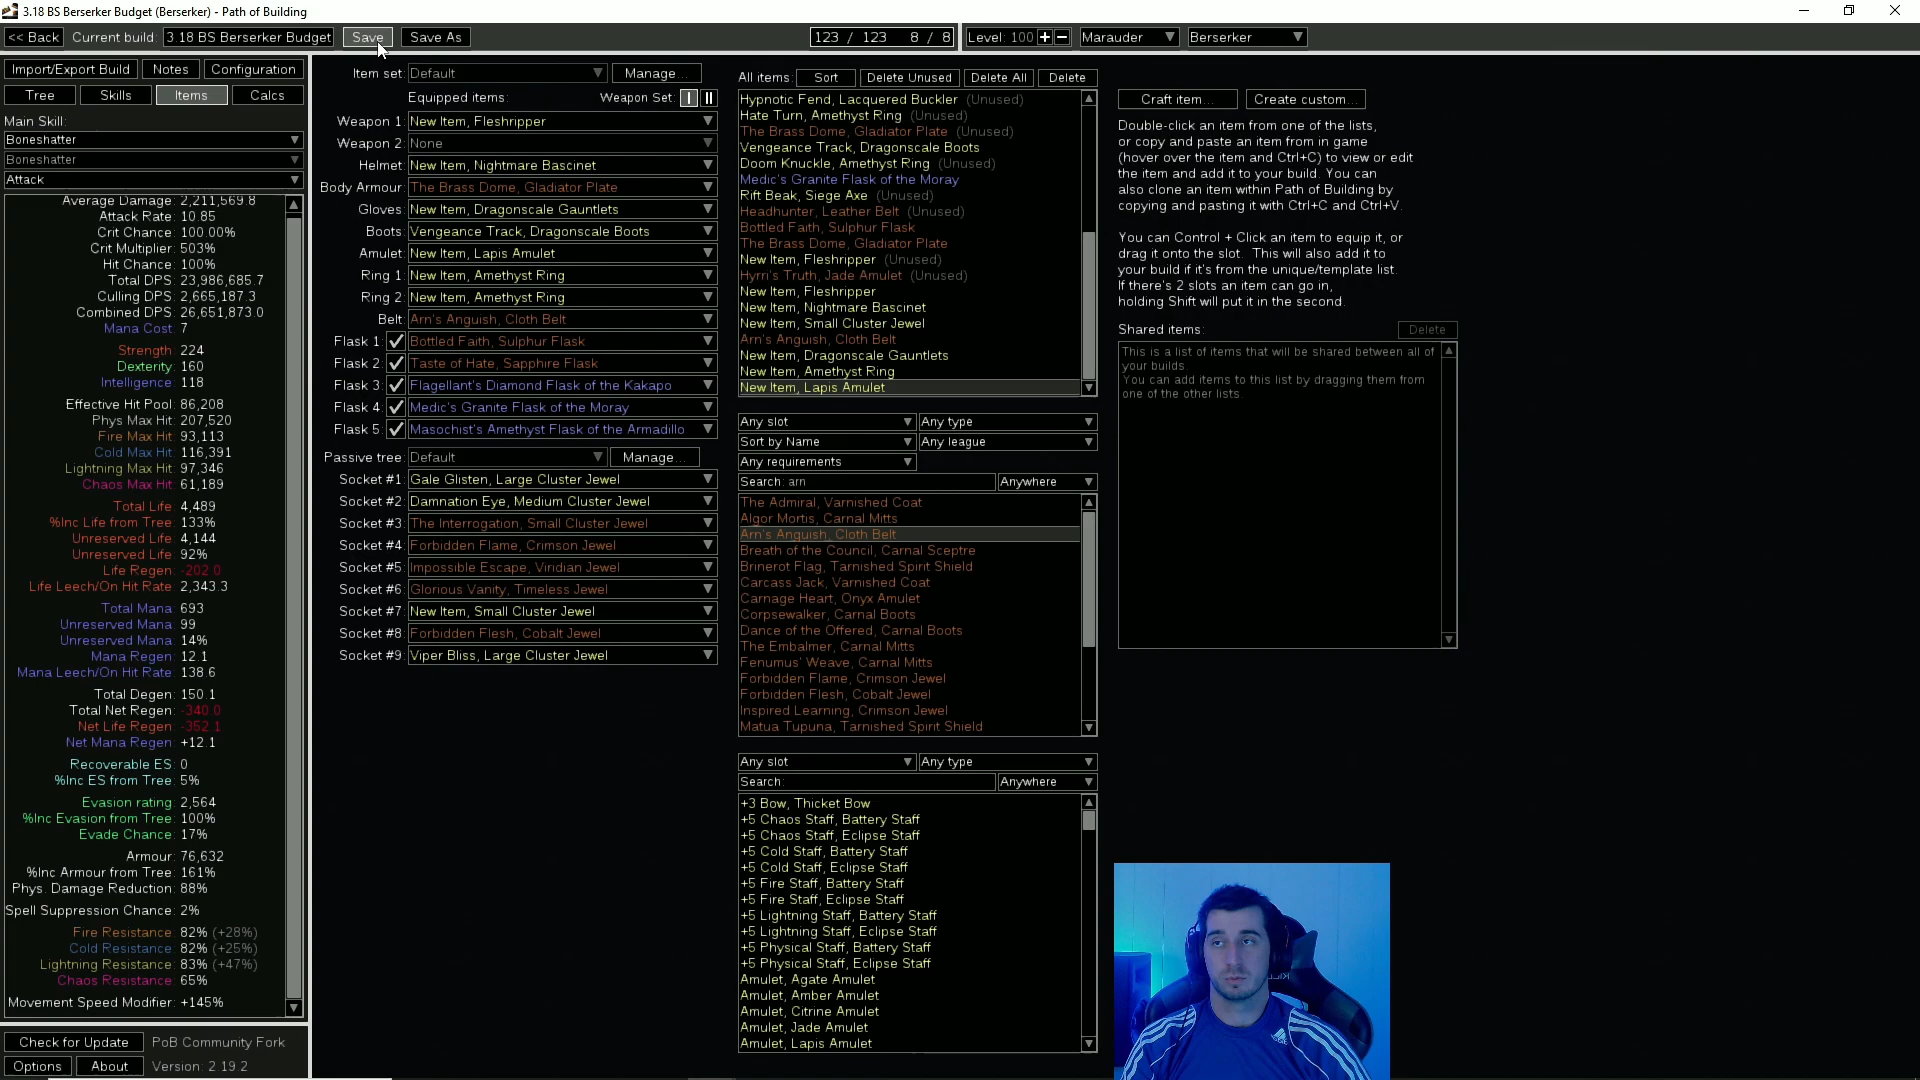 3.18 BS Berserker Budget (Berserker) - Path of Building
<< Back Current build: 3.18 BS Berserker Budget Save Save As 123 / 123 8 / 8 Level: 100 + - Marauder Berserker
Import/Export Build Notes Configuration
Tree Skills Items Calcs
Main Skill:
Boneshatter
Boneshatter
Attack
Average Damage: 2,211,569.8
Attack Rate: 10.85
Crit Chance: 100.00%
Crit Multiplier: 503%
Hit Chance: 100%
Total DPS: 23,986,685.7
Culling DPS: 2,665,187.3
Combined DPS: 26,651,873.0
Mana Cost: 7
Strength: 224
Dexterity: 160
Intelligence: 118
Effective Hit Pool: 86,208
Phys Max Hit: 207,520
Fire Max Hit: 93,113
Cold Max Hit: 116,391
Lightning Max Hit: 97,346
Chaos Max Hit: 61,189
Total Life: 4,489
%Inc Life from Tree: 133%
Unreserved Life: 4,144
Unreserved Life: 92%
Life Regen: -202.0
Life Leech/On Hit Rate: 2,343.3
Total Mana: 693
Unreserved Mana: 99
Unreserved Mana: 14%
Mana Regen: 12.1
Mana Leech/On Hit Rate: 138.6
Total Degen: 150.1
Total Net Regen: -340.0
Net Life Regen: -352.1
Net Mana Regen: +12.1
Recoverable ES: 0
%Inc ES from Tree: 5%
Evasion rating: 2,564
%Inc Evasion from Tree: 100%
Evade Chance: 17%
Armour: 76,632
%Inc Armour from Tree: 161%
Phys. Damage Reduction: 88%
Spell Suppression Chance: 2%
Fire Resistance: 82% (+28%)
Cold Resistance: 82% (+25%)
Lightning Resistance: 83% (+47%)
Chaos Resistance: 65%
Movement Speed Modifier: +145%
Check for Update PoB Community Fork
Options About Version: 2.19.2
Item set: Default Manage...
Equipped items: Weapon Set: I II
Weapon 1: New Item, Fleshripper
Weapon 2: None
Helmet: New Item, Nightmare Bascinet
Body Armour: The Brass Dome, Gladiator Plate
Gloves: New Item, Dragonscale Gauntlets
Boots: Vengeance Track, Dragonscale Boots
Amulet: New Item, Lapis Amulet
Ring 1: New Item, Amethyst Ring
Ring 2: New Item, Amethyst Ring
Belt: Arn's Anguish, Cloth Belt
Flask 1: Bottled Faith, Sulphur Flask
Flask 2: Taste of Hate, Sapphire Flask
Flask 3: Flagellant's Diamond Flask of the Kakapo
Flask 4: Medic's Granite Flask of the Moray
Flask 5: Masochist's Amethyst Flask of the Armadillo
Passive tree: Default Manage...
Socket #1: Gale Glisten, Large Cluster Jewel
Socket #2: Damnation Eye, Medium Cluster Jewel
Socket #3: The Interrogation, Small Cluster Jewel
Socket #4: Forbidden Flame, Crimson Jewel
Socket #5: Impossible Escape, Viridian Jewel
Socket #6: Glorious Vanity, Timeless Jewel
Socket #7: New Item, Small Cluster Jewel
Socket #8: Forbidden Flesh, Cobalt Jewel
Socket #9: Viper Bliss, Large Cluster Jewel
All items: Sort Delete Unused Delete All Delete
Hypnotic Fend, Lacquered Buckler (Unused)
Hate Turn, Amethyst Ring (Unused)
The Brass Dome, Gladiator Plate (Unused)
Vengeance Track, Dragonscale Boots
Doom Knuckle, Amethyst Ring (Unused)
Medic's Granite Flask of the Moray
Rift Beak, Siege Axe (Unused)
Headhunter, Leather Belt (Unused)
Bottled Faith, Sulphur Flask
The Brass Dome, Gladiator Plate
New Item, Fleshripper (Unused)
Hyrri's Truth, Jade Amulet (Unused)
New Item, Fleshripper
New Item, Nightmare Bascinet
New Item, Small Cluster Jewel
Arn's Anguish, Cloth Belt
New Item, Dragonscale Gauntlets
New Item, Amethyst Ring
New Item, Lapis Amulet
Any slot Any type
Sort by Name Any league
Any requirements
Search: arn Anywhere
The Admiral, Varnished Coat
Algor Mortis, Carnal Mitts
Arn's Anguish, Cloth Belt
Breath of the Council, Carnal Sceptre
Brinerot Flag, Tarnished Spirit Shield
Carcass Jack, Varnished Coat
Carnage Heart, Onyx Amulet
Corpsewalker, Carnal Boots
Dance of the Offered, Carnal Boots
The Embalmer, Carnal Mitts
Fenumus' Weave, Carnal Mitts
Forbidden Flame, Crimson Jewel
Forbidden Flesh, Cobalt Jewel
Inspired Learning, Crimson Jewel
Matua Tupuna, Tarnished Spirit Shield
Any slot Any type
Search: Anywhere
+3 Bow, Thicket Bow
+5 Chaos Staff, Battery Staff
+5 Chaos Staff, Eclipse Staff
+5 Cold Staff, Battery Staff
+5 Cold Staff, Eclipse Staff
+5 Fire Staff, Battery Staff
+5 Fire Staff, Eclipse Staff
+5 Lightning Staff, Battery Staff
+5 Lightning Staff, Eclipse Staff
+5 Physical Staff, Battery Staff
+5 Physical Staff, Eclipse Staff
Amulet, Agate Amulet
Amulet, Amber Amulet
Amulet, Citrine Amulet
Amulet, Jade Amulet
Amulet, Lapis Amulet
Craft item... Create custom...
Double-click an item from one of the lists,
or copy and paste an item from in game
(hover over the item and Ctrl+C) to view or edit
the item and add it to your build. You can
also clone an item within Path of Building by
copying and pasting it with Ctrl+C and Ctrl+V.
You can Control + Click an item to equip it, or
drag it onto the slot. This will also add it to
your build if it's from the unique/template list.
If there's 2 slots an item can go in,
holding Shift will put it in the second.
Shared items: Delete
This is a list of items that will be shared between all of
your builds.
You can add items to this list by dragging them from
one of the other lists.